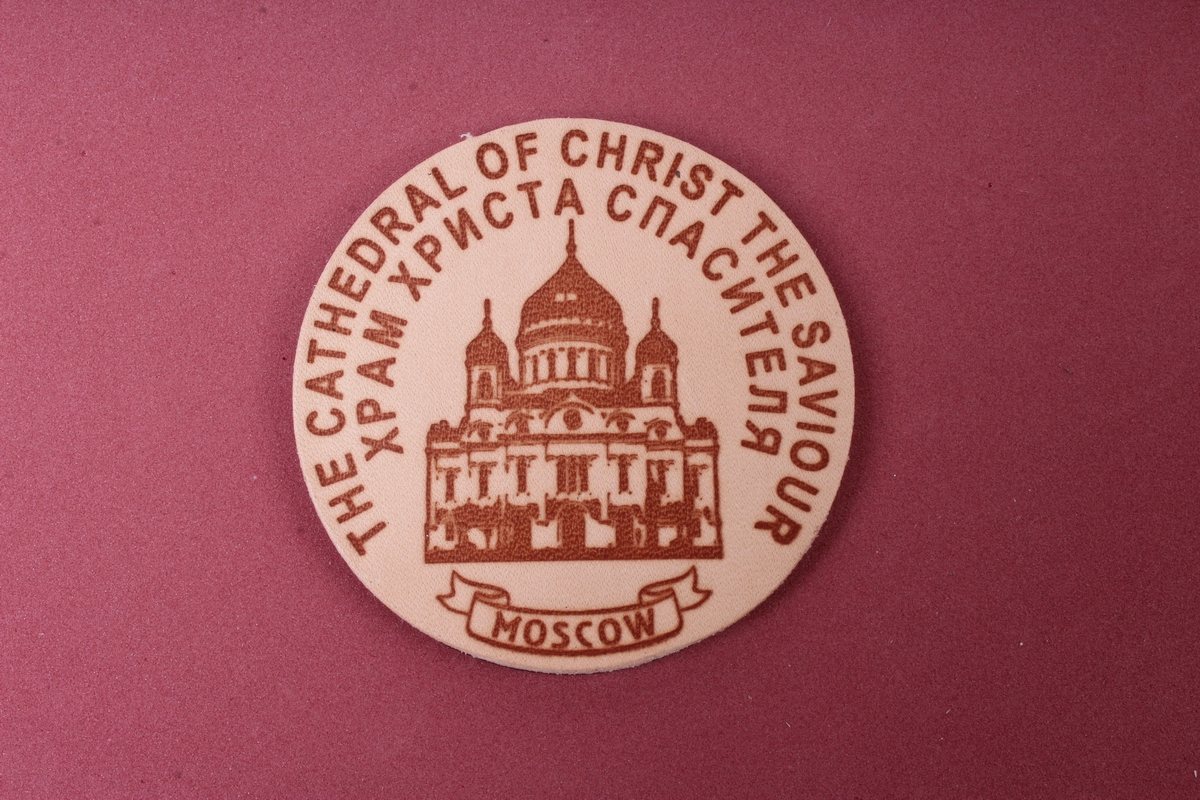 THE CATHEDRAL OF CHRIST THE SAVIOUR
ХРАМ ХРИСТА СПАСИТЕЛЯ
MOSCOW